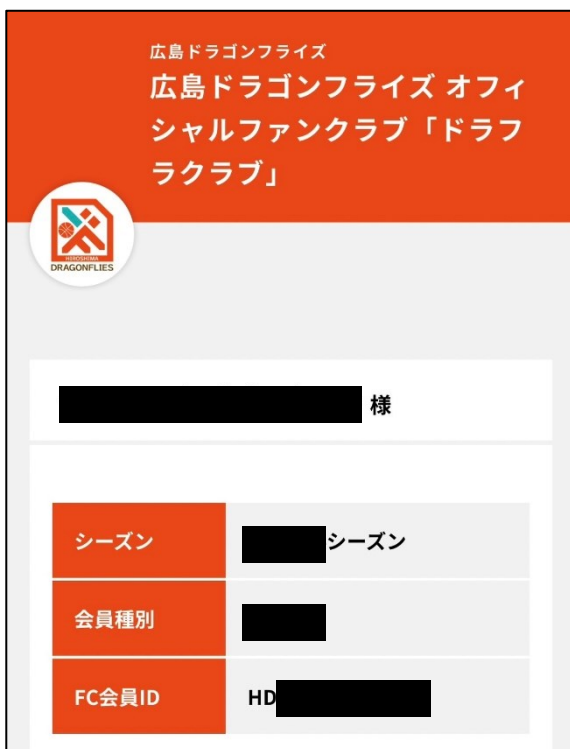 広島ドラゴンフライズ
広島ドラゴンフライズ オフィ
シャルファンクラブ「ドラフ
ラクラブ」
HIROSHIMA
DRAGONFLIES
様
シーズン
シーズン
会員種別
FC会員ID
HD